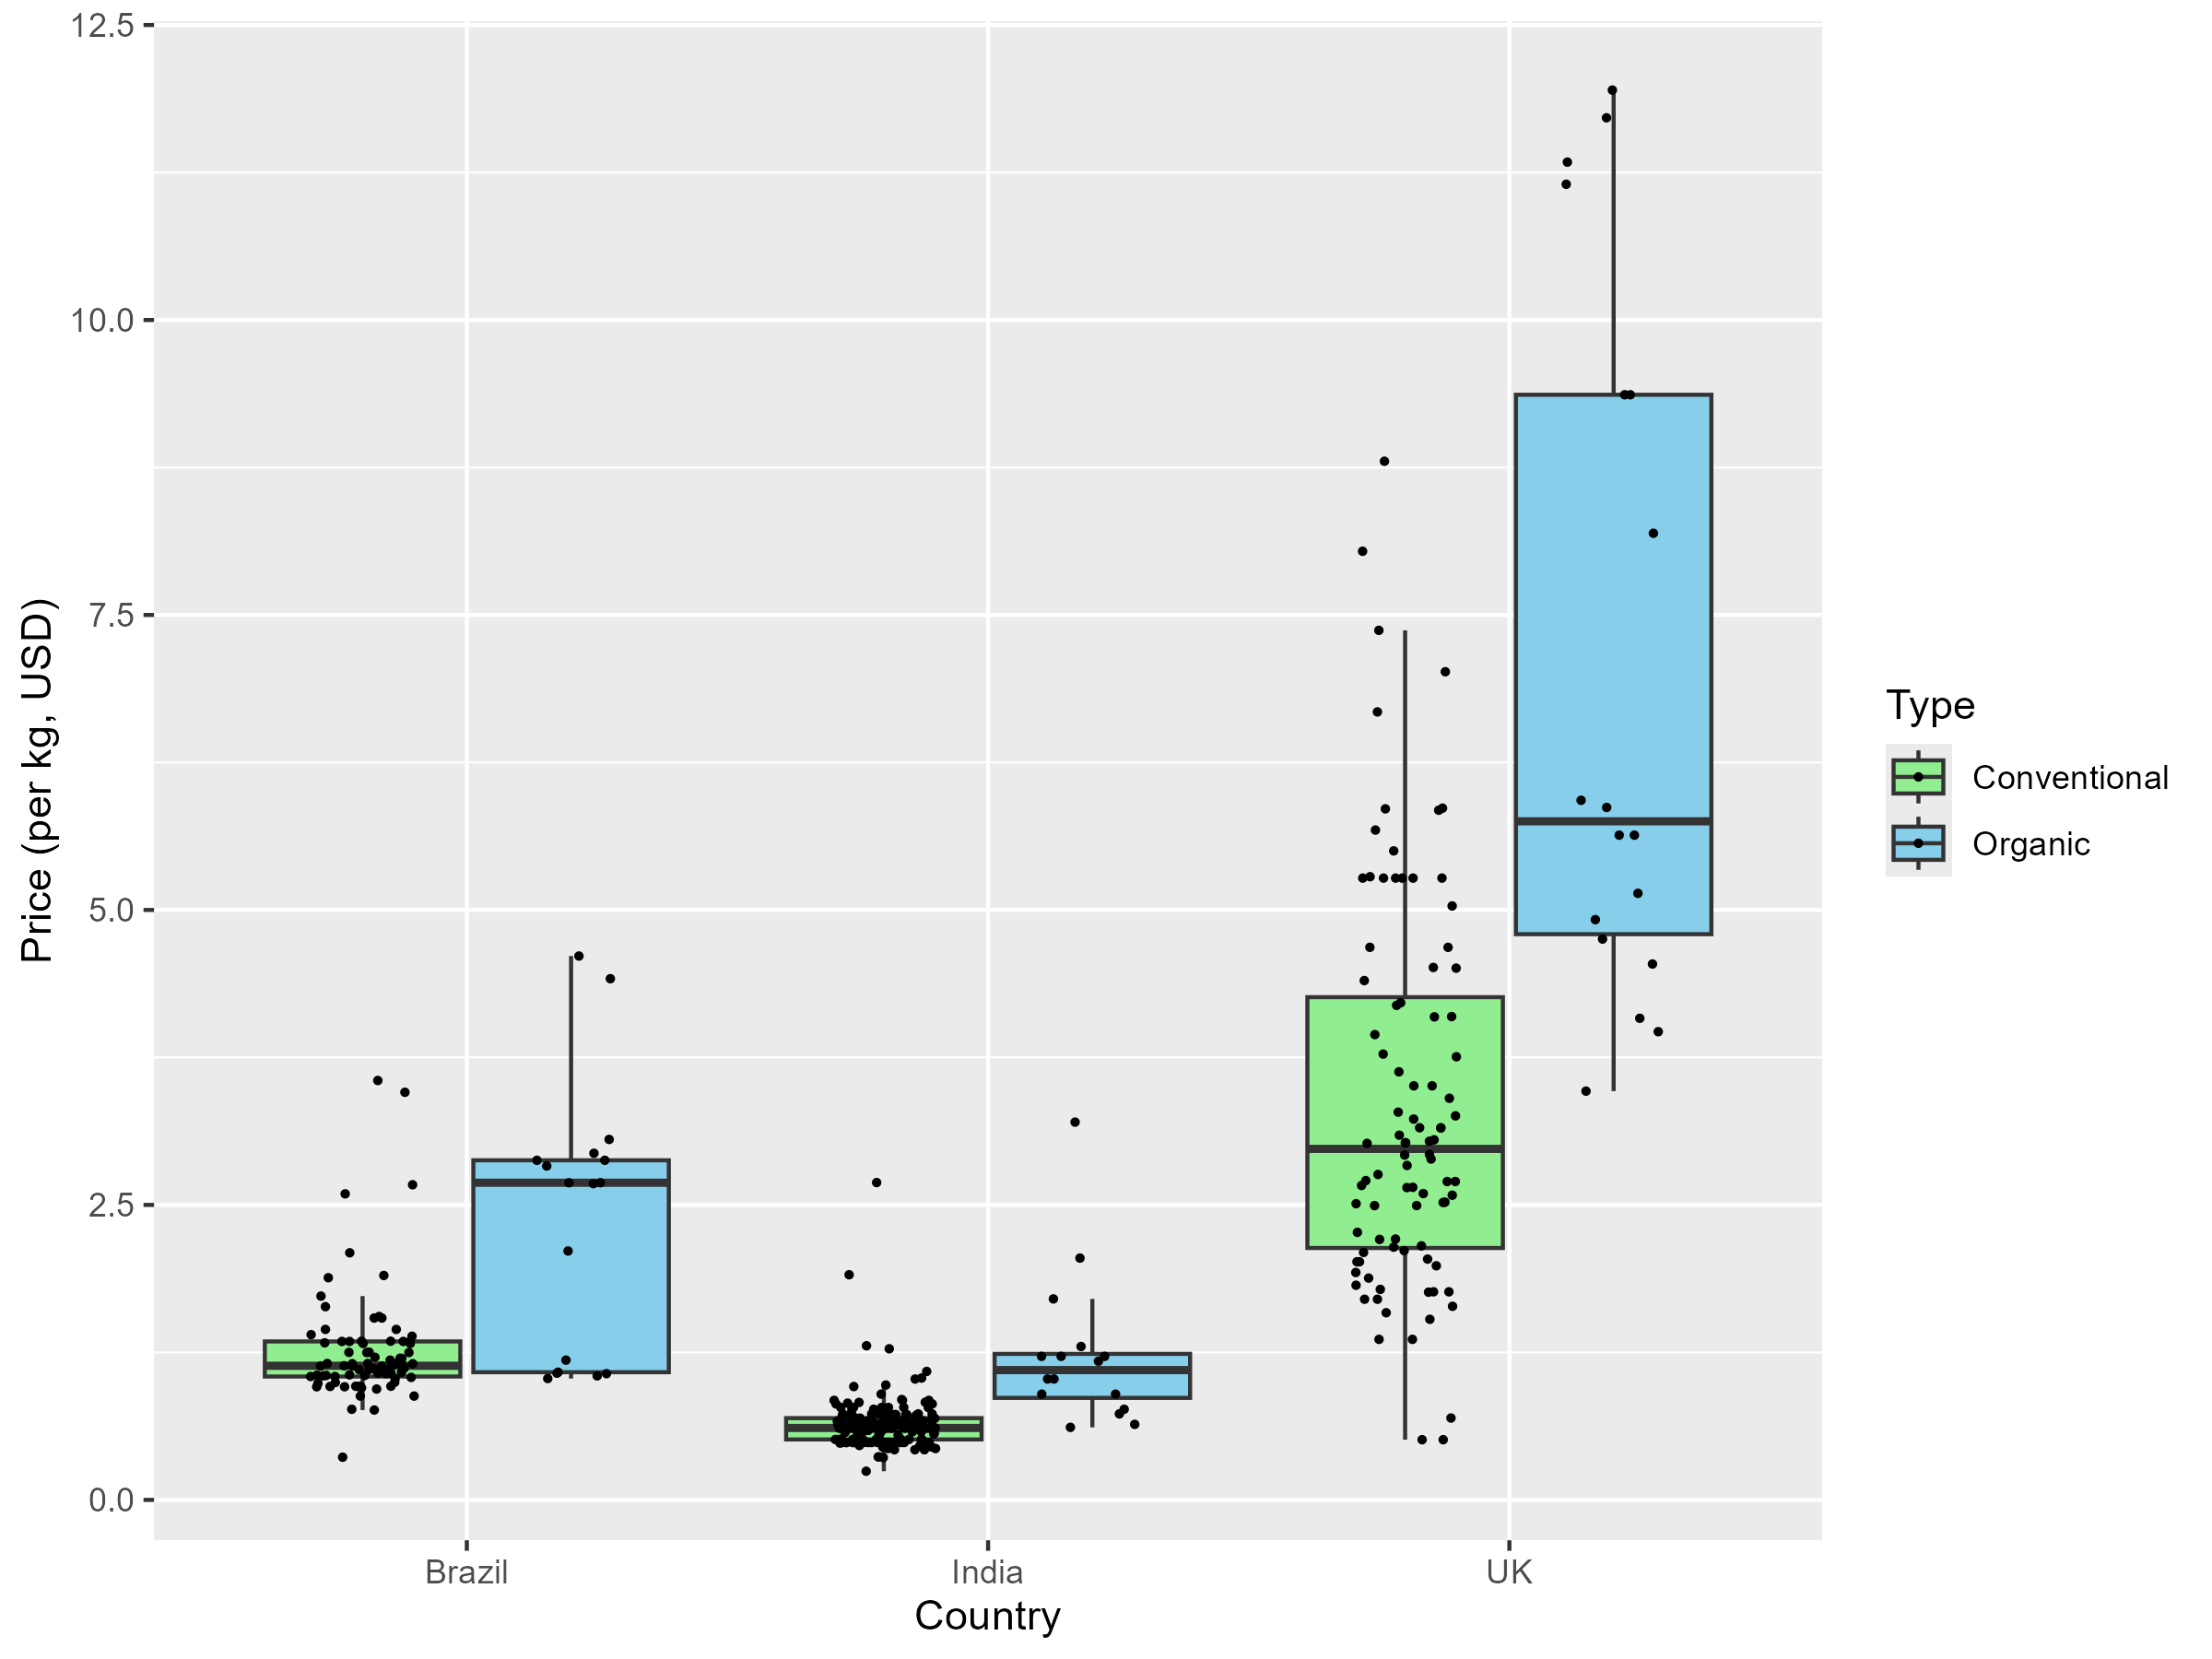 12.5
10.0
7.5
5.0
2.5
0.0
Price (per kg, USD)
Brazil
India
UK
Country
Type
Conventional
Organic